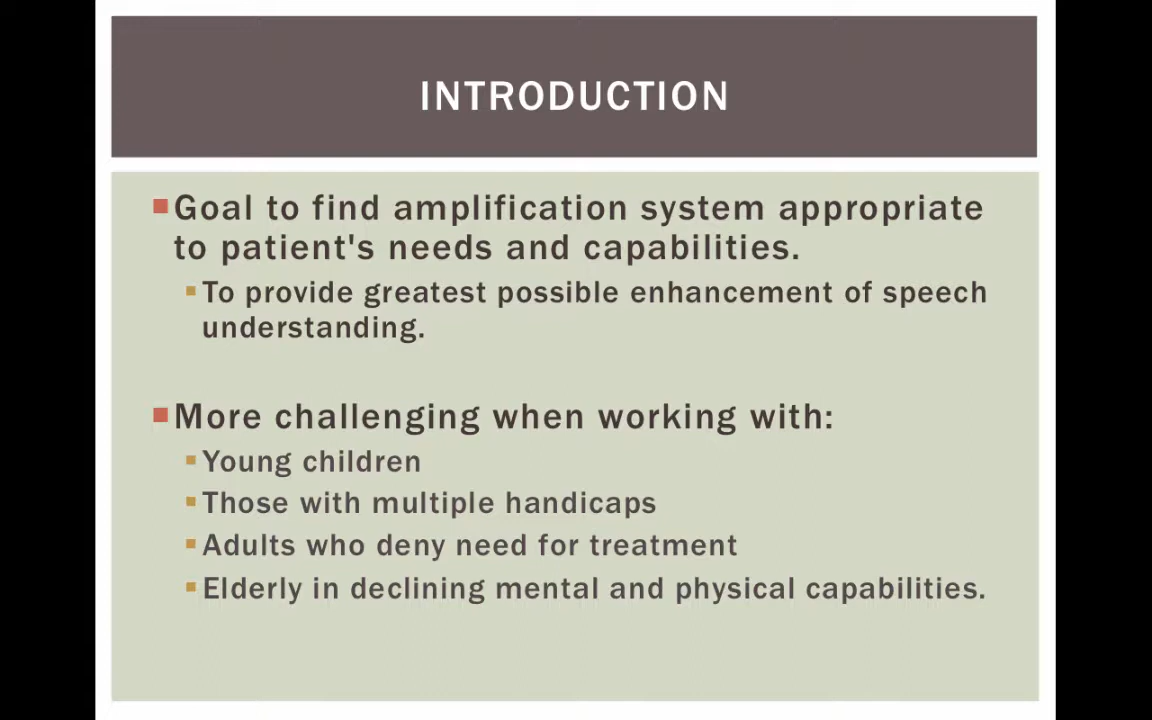 INTRODUCTION
Goal to find amplification system appropriate
to patient's needs and capabilities.
To provide greatest possible enhancement of speech
understanding.
More challenging when working with:
Young children
Those with multiple handicaps
Adults who deny need for treatment
Elderly in declining mental and physical capabilities.